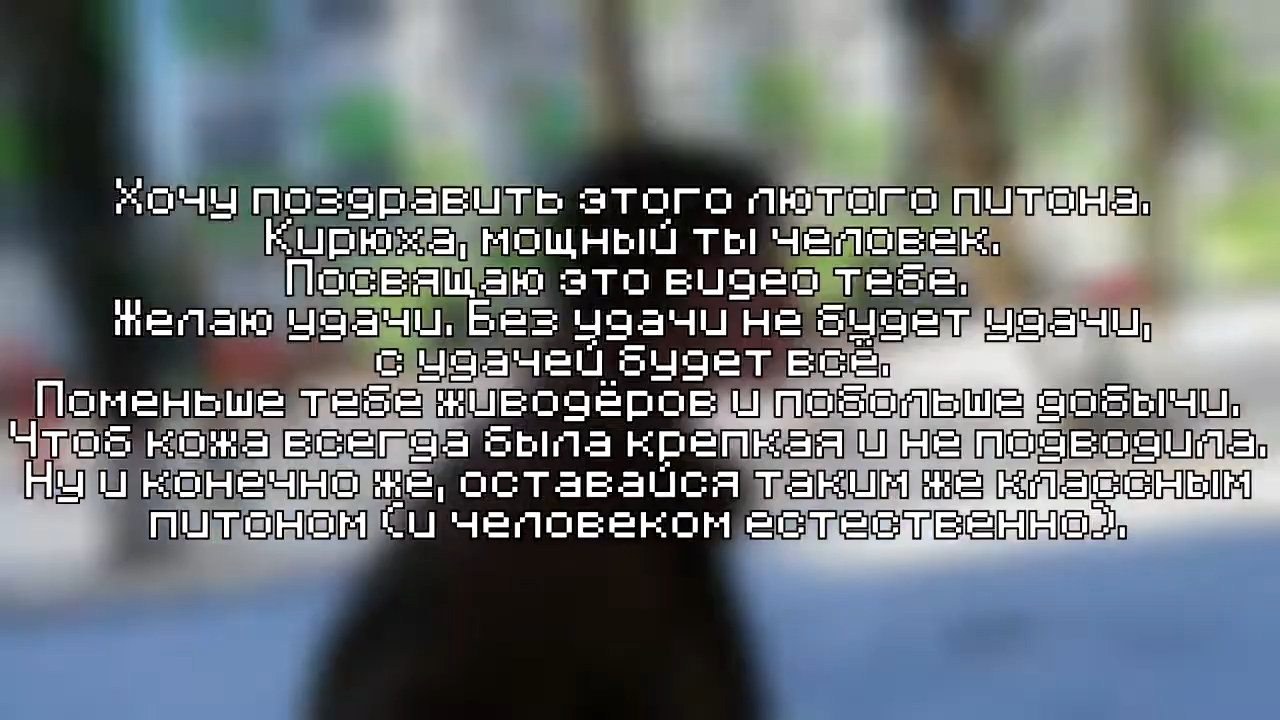 Хочу поздравить этого лютого питона.
Кирюха, мощный ты человек.
Посвящаю это видео тебе.
Желаю удачи. Без удачи не будет удачи,
с удачей будет всё.
Поменьше тебе живодёров и побольше добычи.
Чтоб кожа всегда была крепкая и не подводила.
Ну и конечно же, оставайся таким же классным
питоном (и человеком естественно).